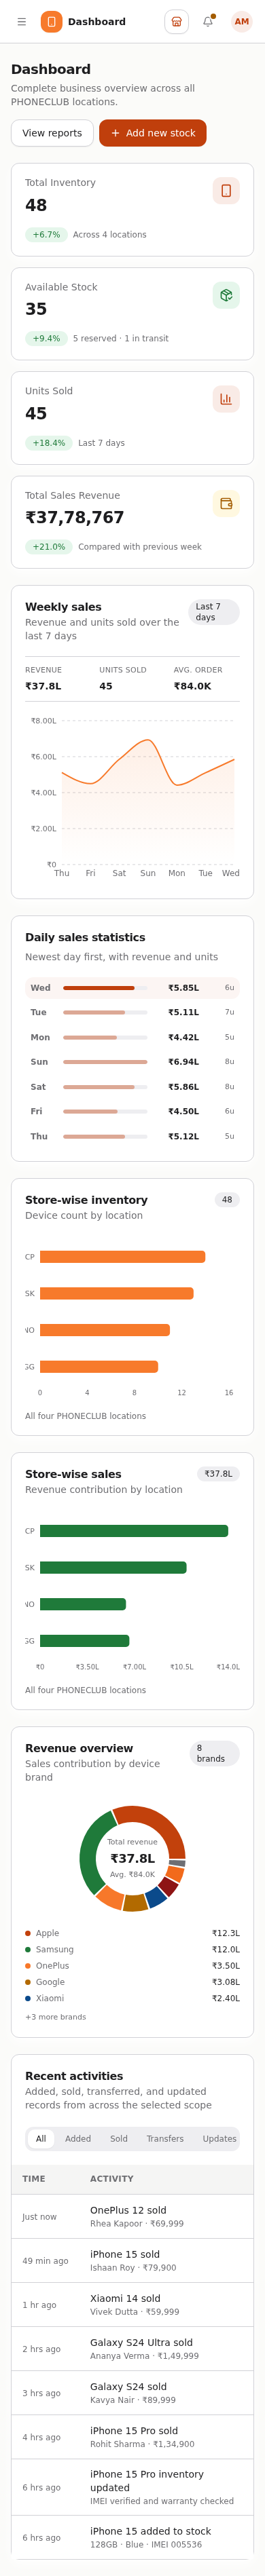 Dashboard
AM
Dashboard
Complete business overview across all
PHONECLUB locations.
View reports
Add new stock
Total Inventory
48
+6.7%
Across 4 locations
Available Stock
35
+9.4%
5 reserved · 1 in transit
Units Sold
45
+18.4%
Last 7 days
Total Sales Revenue
₹37,78,767
+21.0%
Compared with previous week
Weekly sales
Last 7
days
Revenue and units sold over the
last 7 days
REVENUE
UNITS SOLD
AVG. ORDER
₹37.8L
45
₹84.0K
₹8.00L
₹6.00L
₹4.00L
₹2.00L
₹0
Thu
Fri
Sat
Sun
Mon
Tue
Wed
Daily sales statistics
Newest day first, with revenue and units
Wed ₹5.85L 6u
Tue ₹5.11L 7u
Mon ₹4.42L 5u
Sun ₹6.94L 8u
Sat ₹5.86L 8u
Fri ₹4.50L 6u
Thu ₹5.12L 5u
Store-wise inventory
48
Device count by location
CP
SK
NO
GG
0
4
8
12
16
All four PHONECLUB locations
Store-wise sales
₹37.8L
Revenue contribution by location
CP
SK
NO
GG
₹0
₹3.50L
₹7.00L
₹10.5L
₹14.0L
All four PHONECLUB locations
Revenue overview
8
brands
Sales contribution by device
brand
Total revenue
₹37.8L
Avg. ₹84.0K
Apple ₹12.3L
Samsung ₹12.0L
OnePlus ₹3.50L
Google ₹3.08L
Xiaomi ₹2.40L
+3 more brands
Recent activities
Added, sold, transferred, and updated
records from across the selected scope
All
Added
Sold
Transfers
Updates
TIME
ACTIVITY
Just now
OnePlus 12 sold
Rhea Kapoor · ₹69,999
49 min ago
iPhone 15 sold
Ishaan Roy · ₹79,900
1 hr ago
Xiaomi 14 sold
Vivek Dutta · ₹59,999
2 hrs ago
Galaxy S24 Ultra sold
Ananya Verma · ₹1,49,999
3 hrs ago
Galaxy S24 sold
Kavya Nair · ₹89,999
4 hrs ago
iPhone 15 Pro sold
Rohit Sharma · ₹1,34,900
6 hrs ago
iPhone 15 Pro inventory
updated
IMEI verified and warranty checked
6 hrs ago
iPhone 15 added to stock
128GB · Blue · IMEI 005536